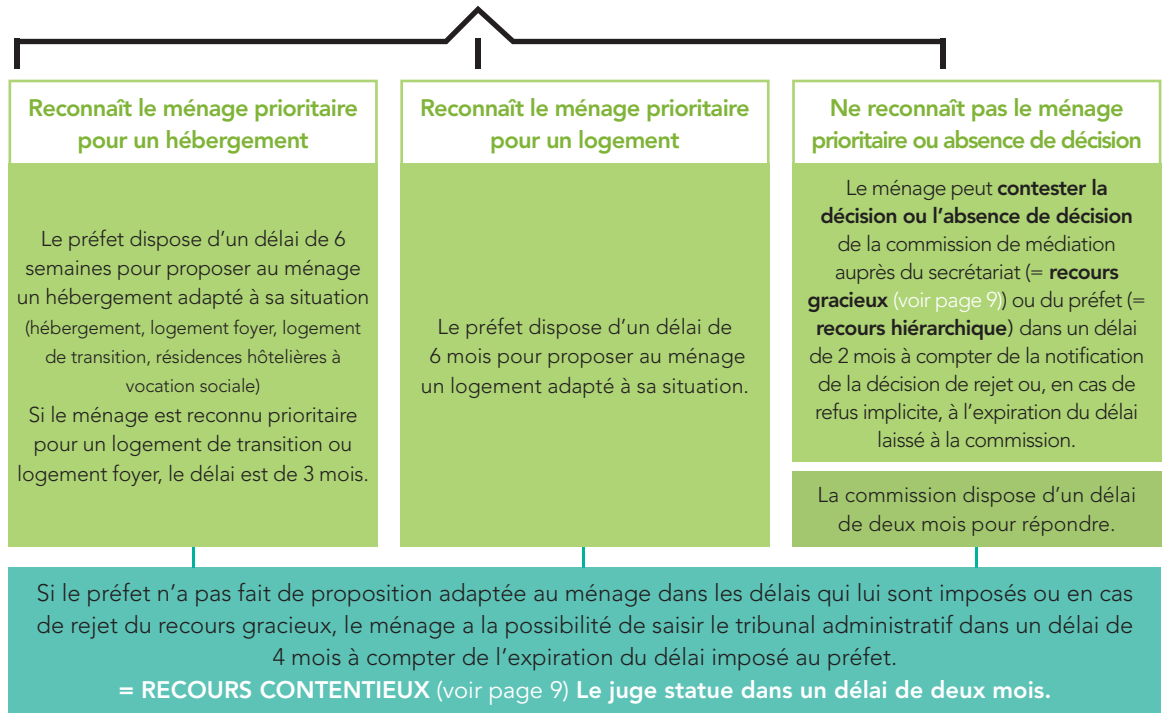 Reconnaît le ménage prioritaire
pour un hébergement
Le préfet dispose d'un délai de 6
semaines pour proposer au ménage
un hébergement adapté à sa situation
(hébergement, logement foyer, logement
de transition, résidences hôtelières à
vocation sociale)
Si le ménage est reconnu prioritaire
pour un logement de transition ou
logement foyer, le délai est de 3 mois.
Reconnaît le ménage prioritaire
pour un logement
Le préfet dispose d'un délai de
6 mois pour proposer au ménage
un logement adapté à sa situation.
Ne reconnaît pas le ménage
prioritaire ou absence de décision
Le ménage peut contester la
décision ou l'absence de décision
de la commission de médiation
auprès du secrétariat (= recours
gracieux (voir page 9)) ou du préfet (=
recours hiérarchique) dans un délai
de 2 mois à compter de la notification
de la décision de rejet ou, en cas de
refus implicite, à l'expiration du délai
laissé à la commission.
La commission dispose d'un délai
de deux mois pour répondre.
Si le préfet n'a pas fait de proposition adaptée au ménage dans les délais qui lui sont imposés ou en cas
de rejet du recours gracieux, le ménage a la possibilité de saisir le tribunal administratif dans un délai de
4 mois à compter de l'expiration du délai imposé au préfet.
= RECOURS CONTENTIEUX (voir page 9) Le juge statue dans un délai de deux mois.